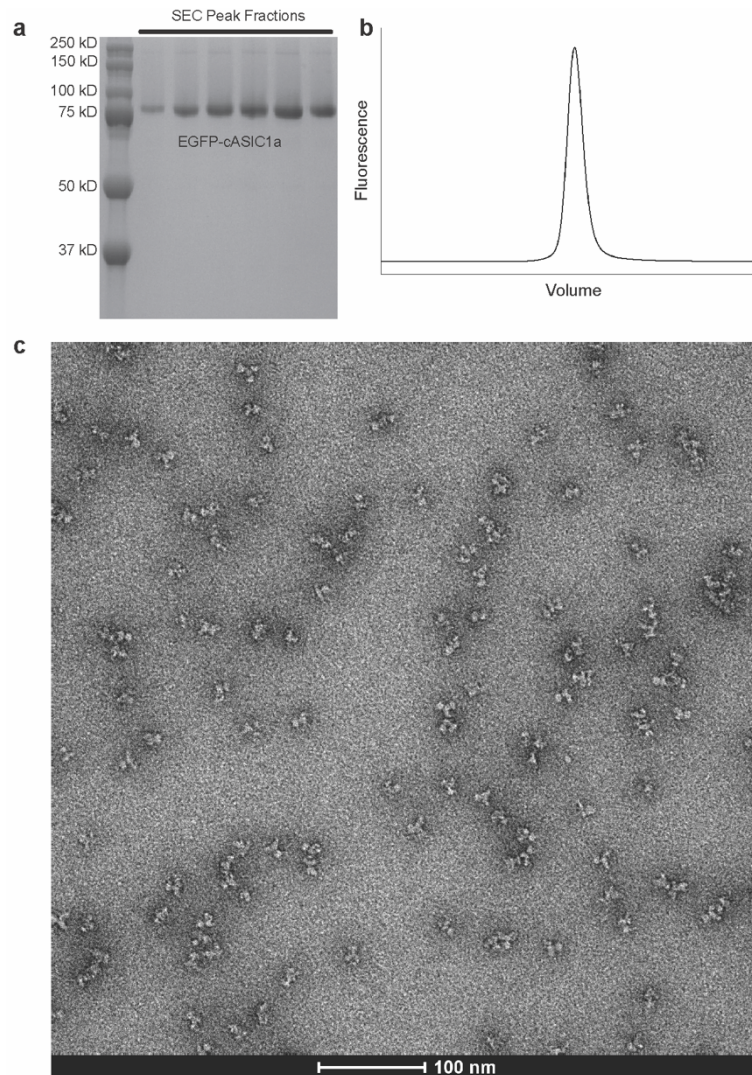 a
SEC Peak Fractions
250 kD
150 kD
100 kD
75 kD
EGFP-cASIC1a
50 kD
37 kD
b
Fluorescence
Volume
c
100 nm